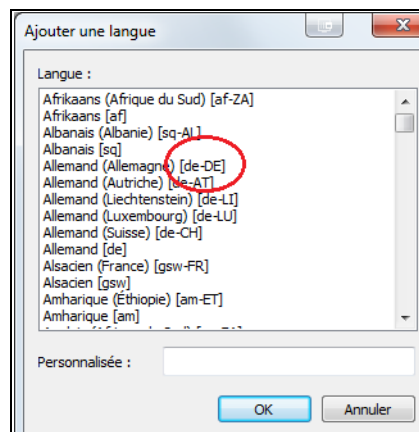 Ajouter une langue
Langue :
Afrikaans (Afrique du Sud) [af-ZA]
Afrikaans [af]
Albanais (Albanie) [sq-AL]
Albanais [sq]
Allemand (Allemagne) [de-DE]
Allemand (Autriche) [de-AT]
Allemand (Liechtenstein) [de-LI]
Allemand (Luxembourg) [de-LU]
Allemand (Suisse) [de-CH]
Allemand [de]
Alsacien (France) [gsw-FR]
Alsacien [gsw]
Amharique (Éthiopie) [am-ET]
Amharique [am]
Personnalisée :
OK Annuler